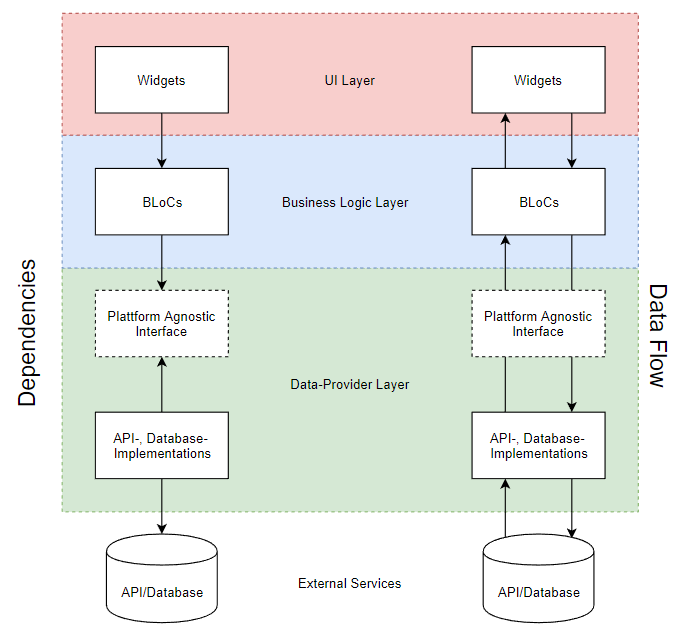 Widgets
UI Layer
Widgets
BLoCs
Business Logic Layer
BLoCs
Dependencies
Data Flow
Plattform Agnostic
Interface
Plattform Agnostic
Interface
Data-Provider Layer
API-, Database-
Implementations
API-, Database-
Implementations
API/Database
External Services
API/Database